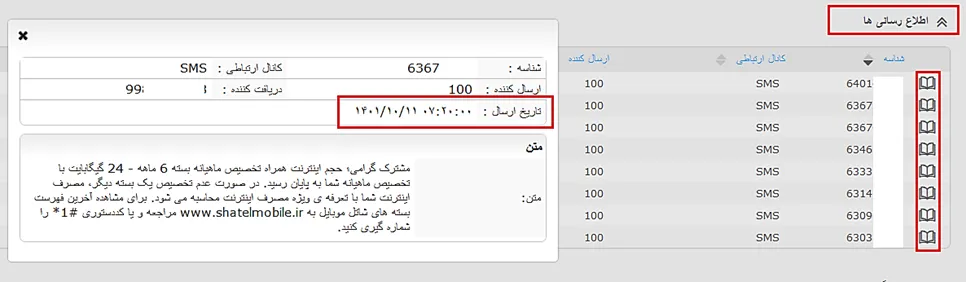 اطلاع رسانی ها
شناسه
کانال ارتباطی
ارسال کننده
6401 SMS 100
6367 SMS 100
6367 SMS 100
6346 SMS 100
6333 SMS 100
6314 SMS 100
6309 SMS 100
6303 SMS 100
شناسه : 6367
کانال ارتباطی : SMS
ارسال کننده : 100
دریافت کننده :
تاریخ ارسال : ۱۴۰۱/۱۰/۱۱ ۰۷:۲۰:۰۰
متن
متن:
مشترک گرامی؛ حجم اینترنت همراه تخصیص ماهیانه بسته 6 ماهه - 24 گیگابایت با
تخصیص ماهیانه شما به پایان رسید. در صورت عدم تخصیص یک بسته دیگر، مصرف
اینترنت شما با تعرفه ی ویژه مصرف اینترنت محاسبه می شود. برای مشاهده آخرین فهرست
بسته های شاتل موبایل به www.shatelmobile.ir مراجعه و یا کددستوری #1* را
شماره گیری کنید.